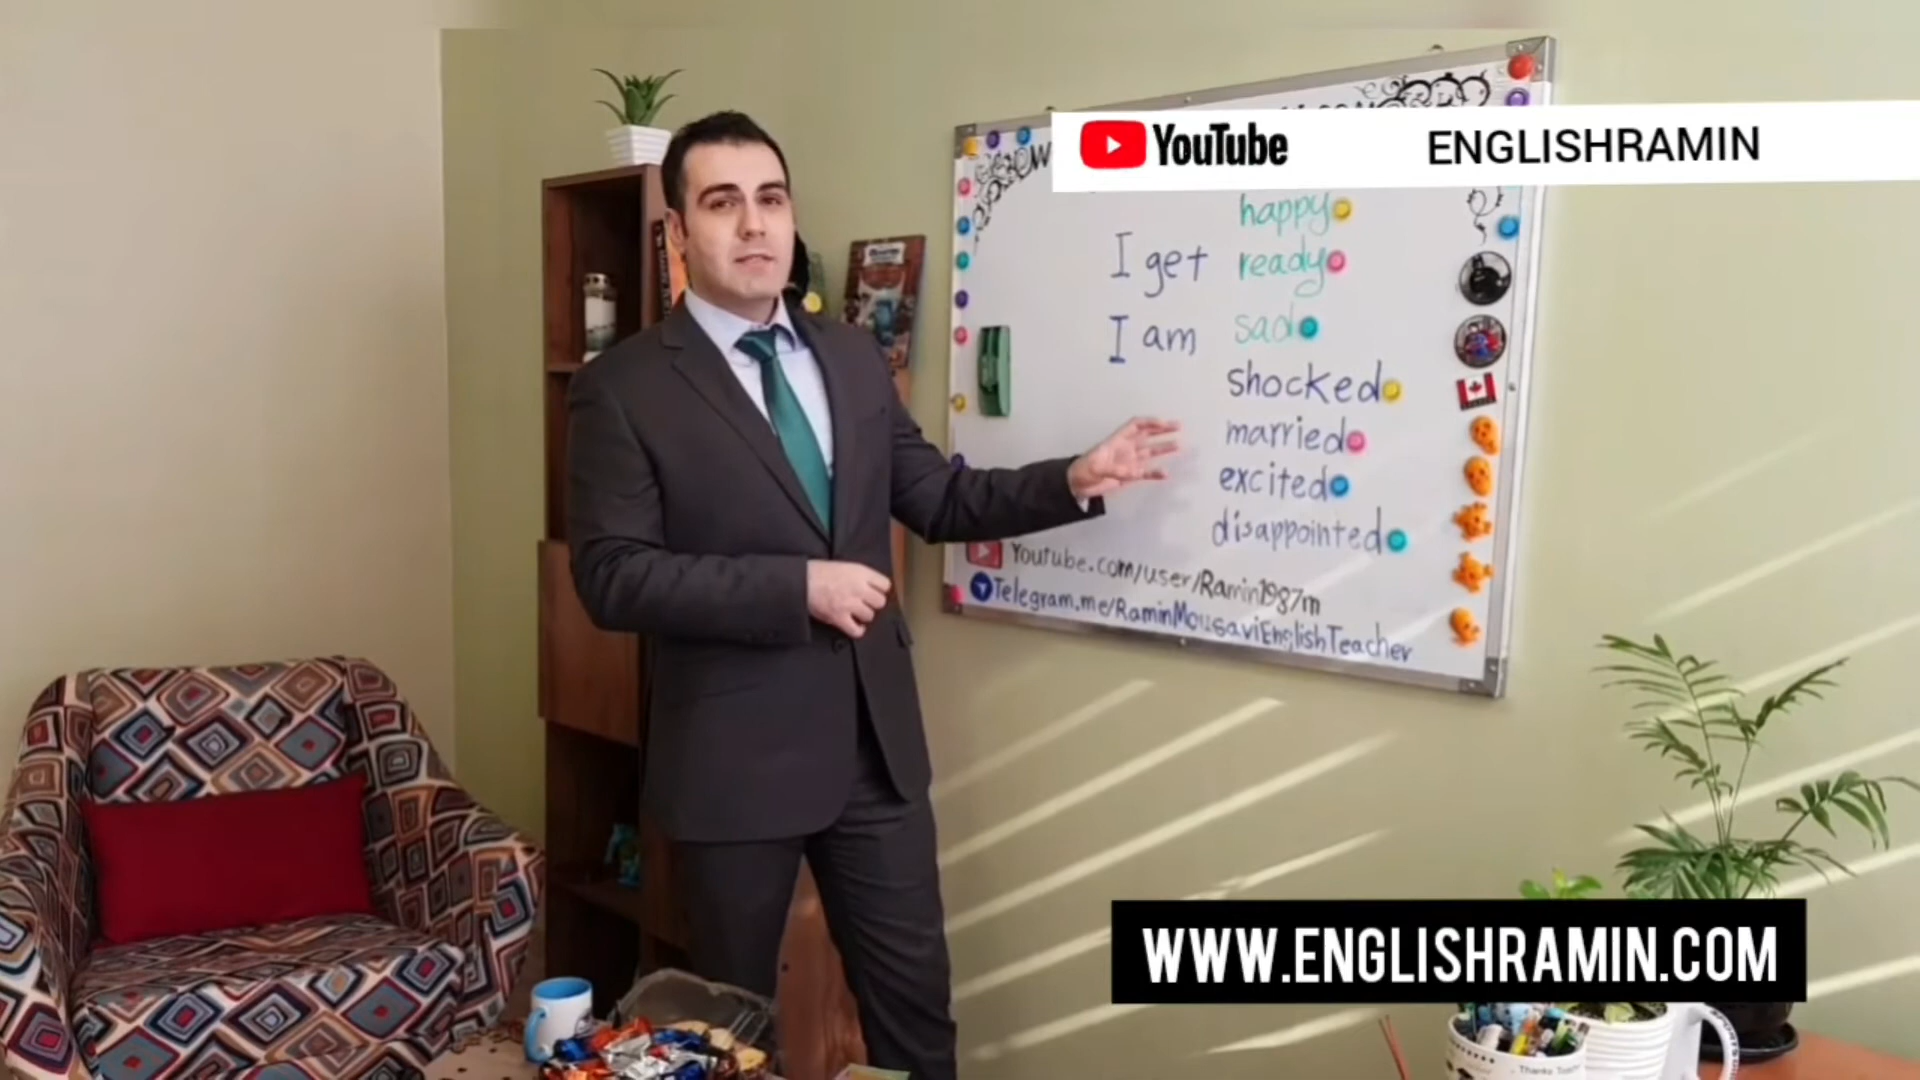 YouTube ENGLISHRAMIN
happy
I get ready
I am sad
shocked
married
excited
disappointed
Youtube.com/user/Ramin1987m
Telegram.me/RaminMousaviEnglishTeacher
WWW.ENGLISHRAMIN.COM